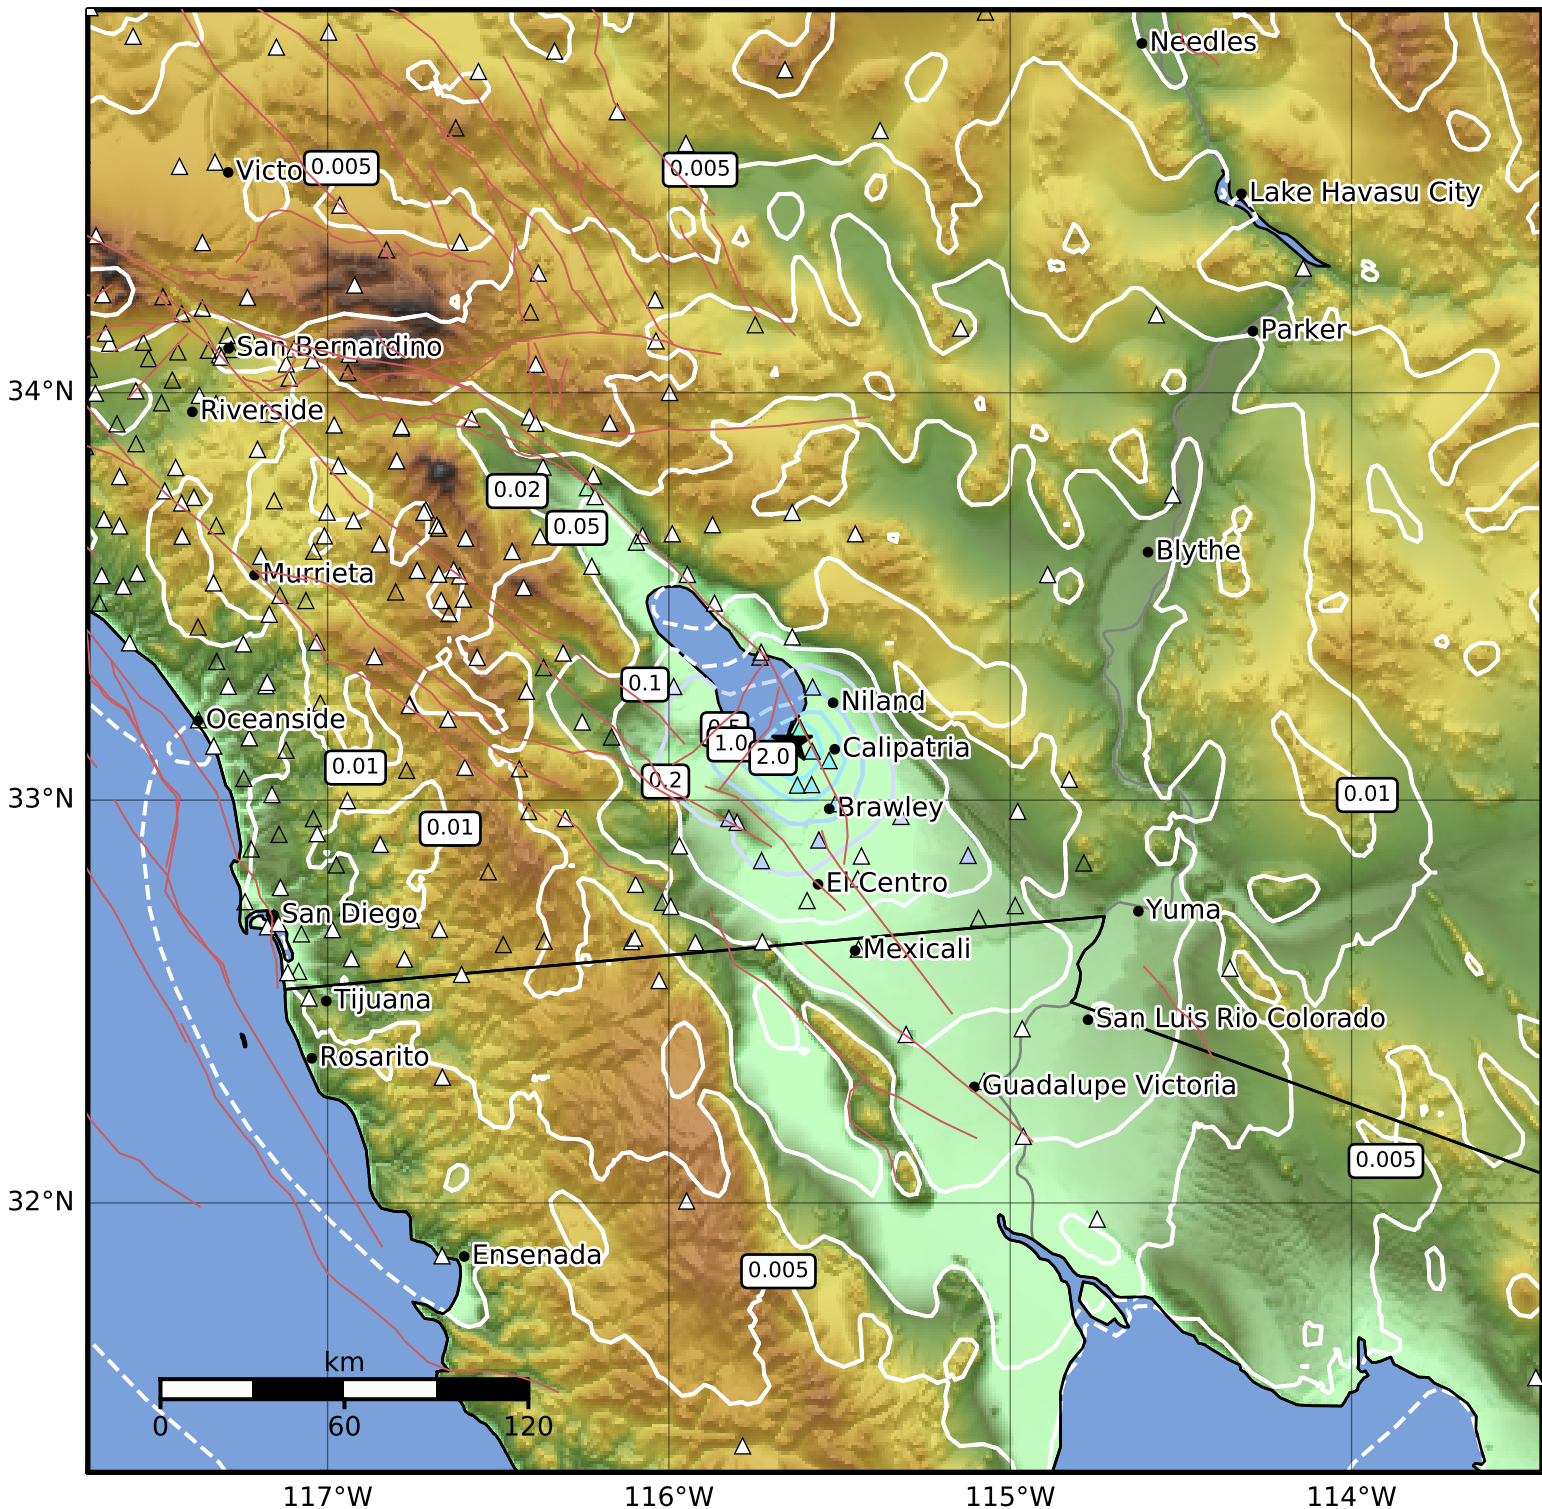 Needles
Victo
0.005
0.005
Lake Havasu City
Parker
San Bernardino
34°N
Riverside
0.02
0.05
Blythe
Murrieta
0.1
Niland
Oceanside
1.0
Calipatria
2.0
0.01
0.2
0.01
33°N
Brawley
0.01
El Centro
San Diego
Yuma
Mexicali
Tijuana
San Luis Rio Colorado
Rosarito
Guadalupe Victoria
0.005
32°N
Ensenada
0.005
km
0 60 120
117°W 116°W 115°W 114°W